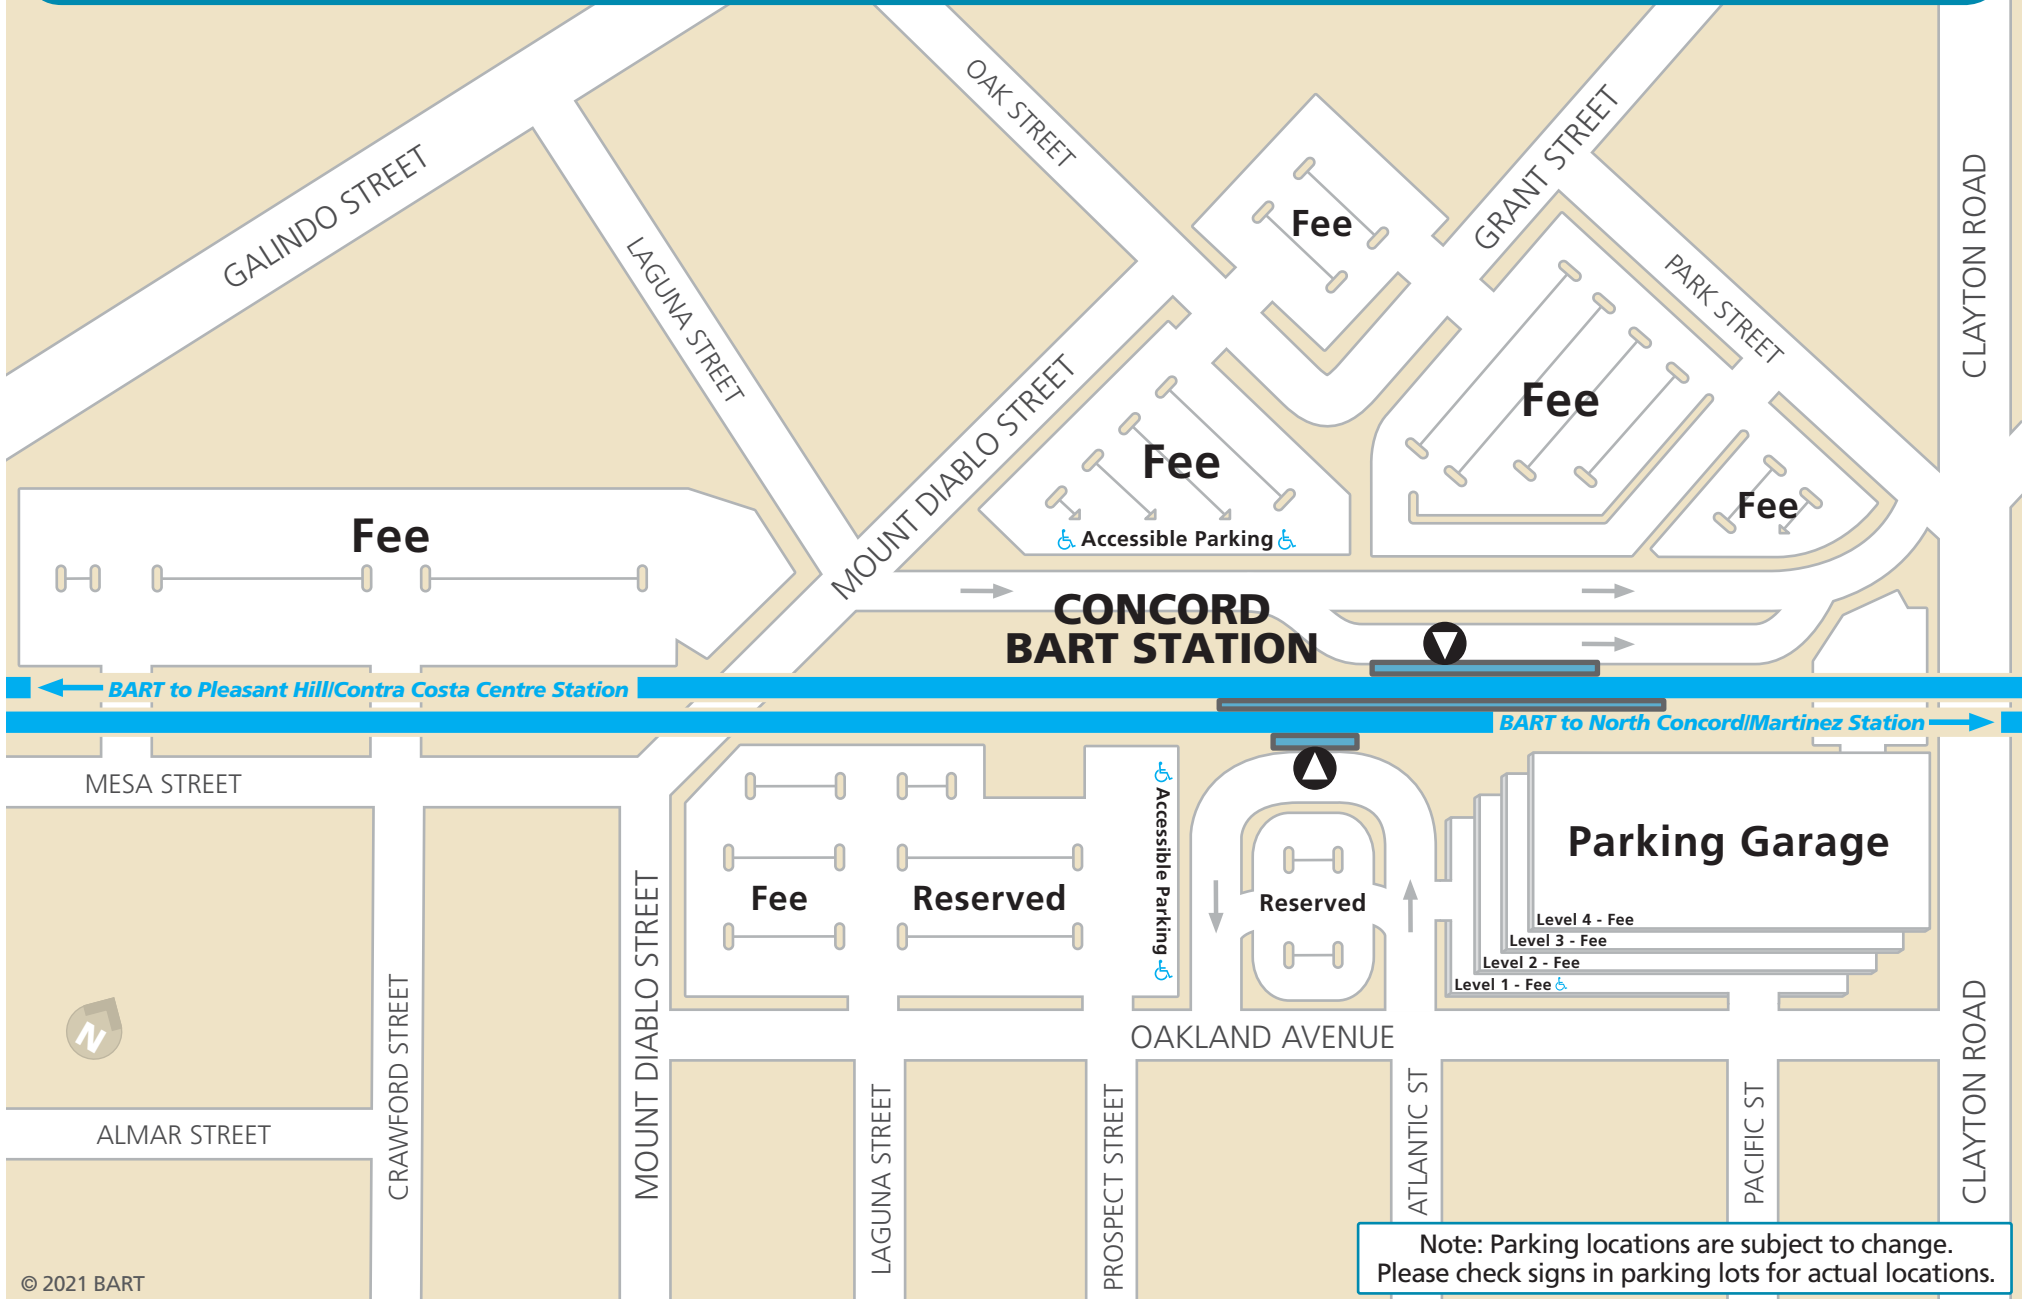 OAK STREET
GRANT STREET
CLAYTON ROAD
GALINDO STREET
LAGUNA STREET
Fee
PARK STREET
MOUNT DIABLO STREET
Fee
Fee
Fee
Fee
Accessible Parking
CONCORD
BART STATION
BART to Pleasant Hill/Contra Costa Centre Station
BART to North Concord/Martinez Station
MESA STREET
Accessible Parking
Parking Garage
Fee
Reserved
Reserved
Level 4 - Fee
Level 3 - Fee
Level 2 - Fee
Level 1 - Fee
MOUNT DIABLO STREET
CRAWFORD STREET
N
OAKLAND AVENUE
CLAYTON ROAD
ALMAR STREET
LAGUNA STREET
PROSPECT STREET
ATLANTIC ST
PACIFIC ST
Note: Parking locations are subject to change.
Please check signs in parking lots for actual locations.
© 2021 BART